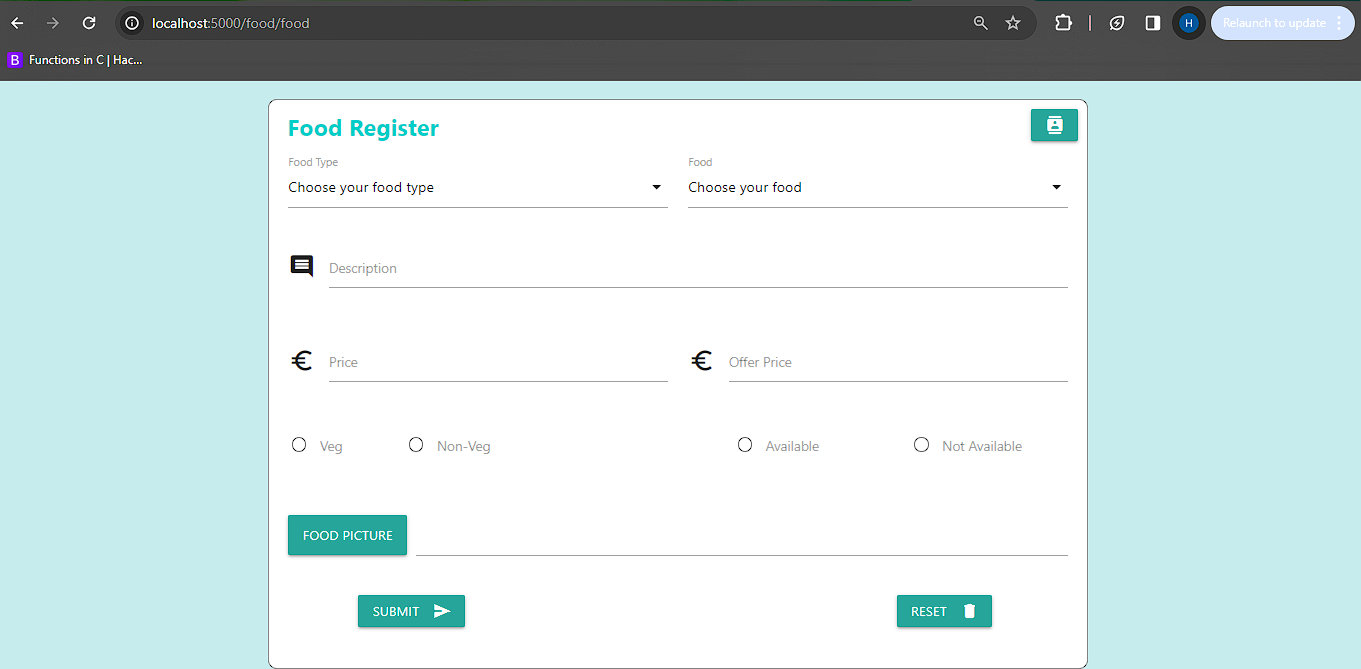 localhost:5000/food/food
H
Relaunch to update
B Functions in C | Hac...
Food Register
Food Type
Food
Choose your food type
Choose your food
Description
€ Price
€ Offer Price
Veg
Non-Veg
Available
Not Available
FOOD PICTURE
SUBMIT
RESET